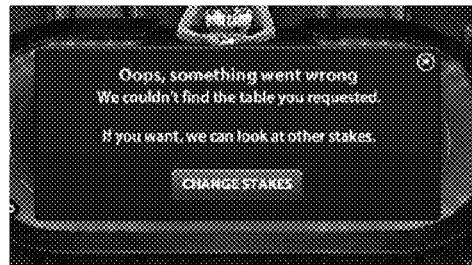 Oops, something went wrong
We couldn't find the table you requested.
If you want, we can look at other stakes.
CHANGE STAKES